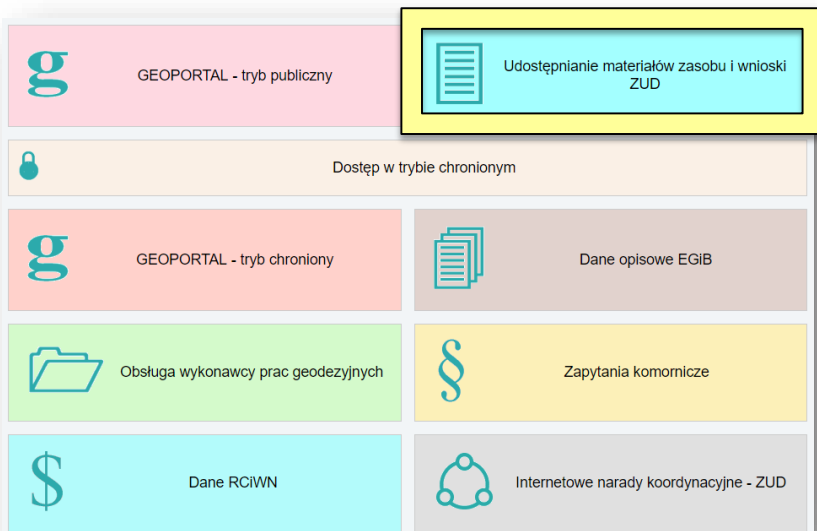 g
GEOPORTAL - tryb publiczny
Udostępnianie materiałów zasobu i wnioski
ZUD
Dostęp w trybie chronionym
g
GEOPORTAL - tryb chroniony
Dane opisowe EGiB
Obsługa wykonawcy prac geodezyjnych
§
Zapytania komornicze
$
Dane RCiWN
Internetowe narady koordynacyjne - ZUD